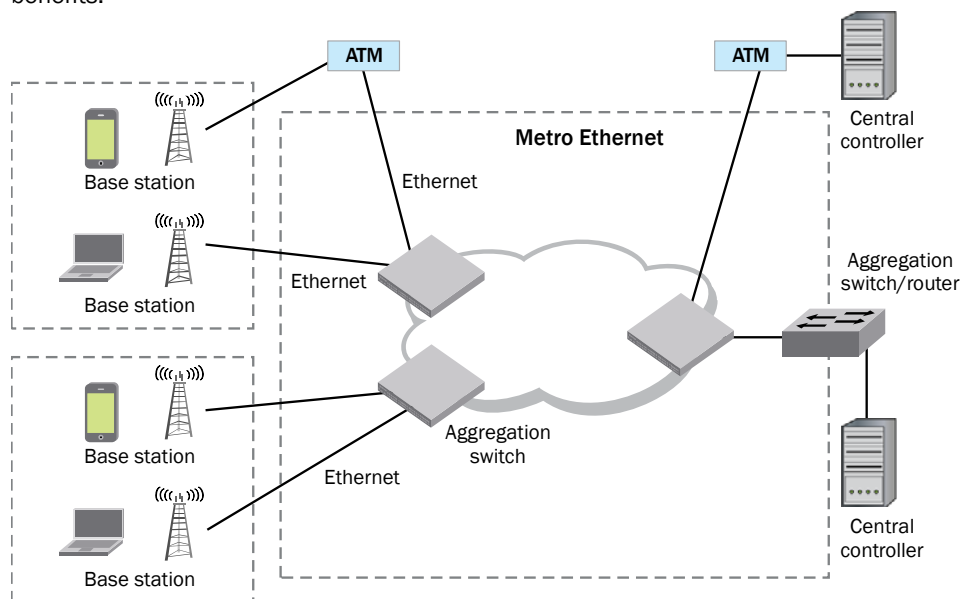 benefits.
ATM
ATM
Central
controller
Metro Ethernet
Base station
Ethernet
Ethernet
Base station
Aggregation
switch/router
Base station
Aggregation
switch
Ethernet
Base station
Central
controller